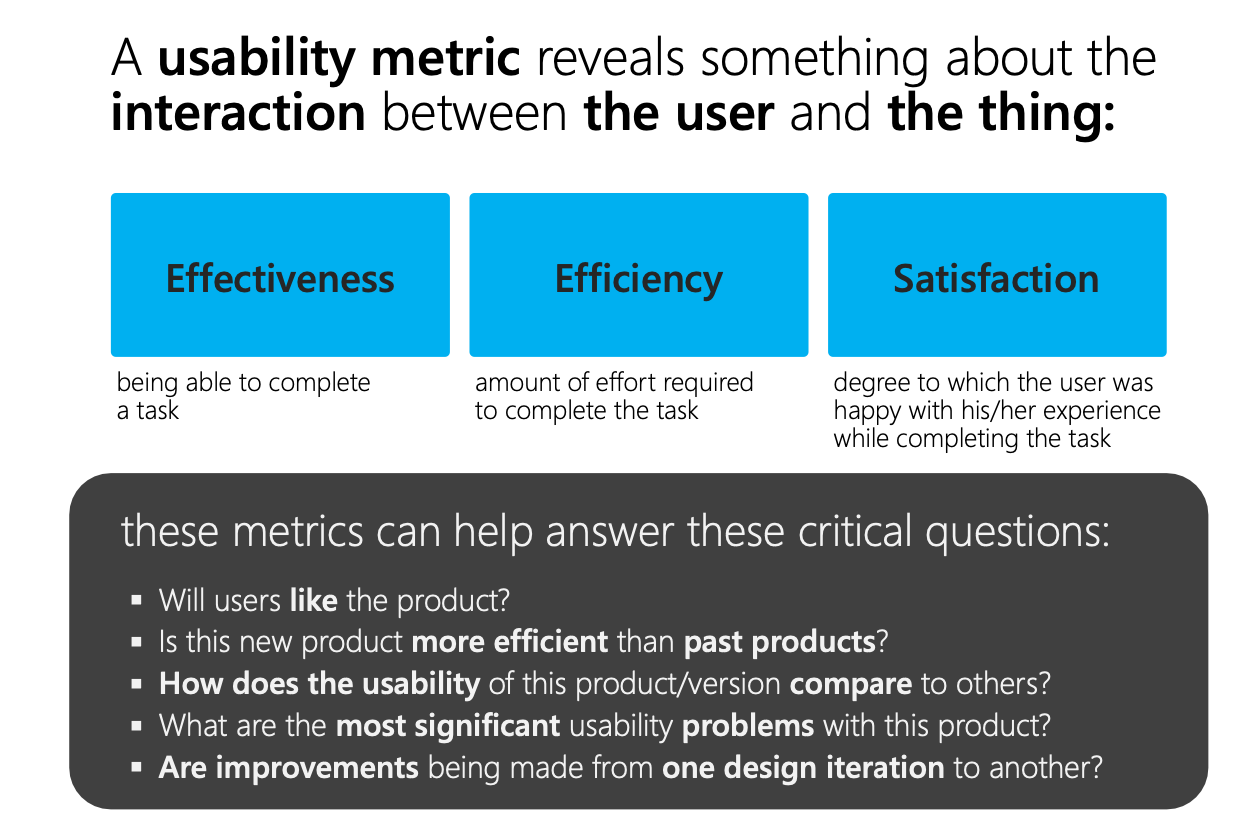 A usability metric reveals something about the
interaction between the user and the thing:
Effectiveness
Efficiency
Satisfaction
being able to complete
a task
amount of effort required
to complete the task
degree to which the user was
happy with his/her experience
while completing the task
these metrics can help answer these critical questions:
▪ Will users like the product?
▪ Is this new product more efficient than past products?
▪ How does the usability of this product/version compare to others?
▪ What are the most significant usability problems with this product?
▪ Are improvements being made from one design iteration to another?